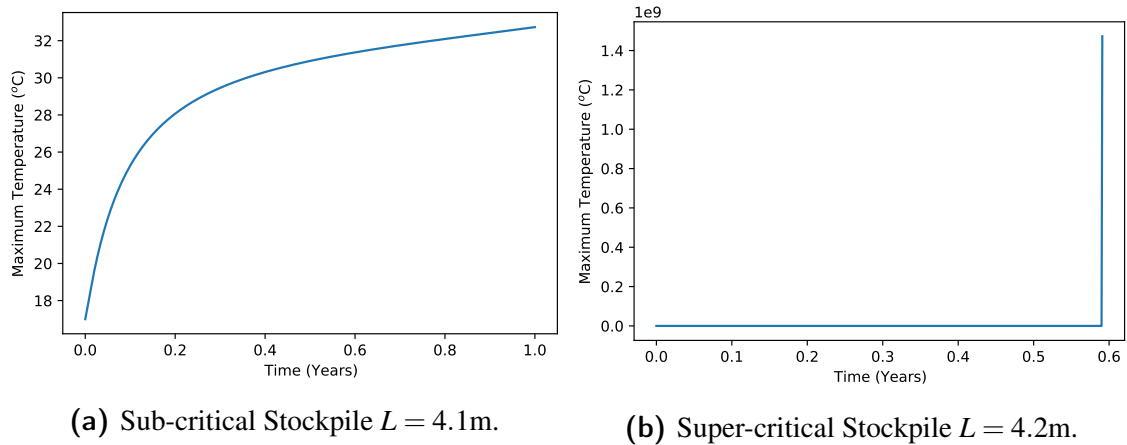 Maximum Temperature (°C)
32
30
28
26
24
22
20
18
0.0 0.2 0.4 0.6 0.8 1.0
Time (Years)
(a) Sub-critical Stockpile L = 4.1m.
1e9
Maximum Temperature (°C)
1.4
1.2
1.0
0.8
0.6
0.4
0.2
0.0
0.0 0.1 0.2 0.3 0.4 0.5 0.6
Time (Years)
(b) Super-critical Stockpile L = 4.2m.